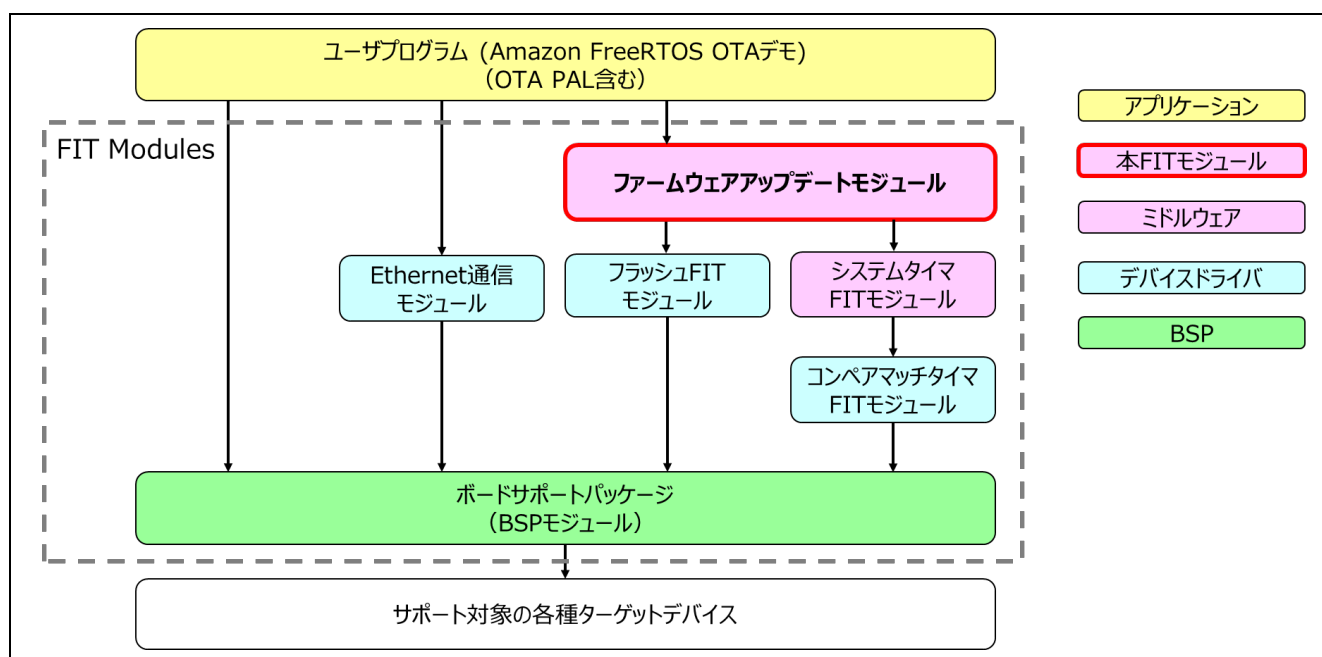 ユーザプログラム (Amazon FreeRTOS OTAデモ)
（OTA PAL含む）
FIT Modules
ファームウェアアップデートモジュール
Ethernet通信
モジュール
フラッシュFIT
モジュール
システムタイマ
FITモジュール
コンペアマッチタイマ
FITモジュール
ボードサポートパッケージ
（BSPモジュール）
サポート対象の各種ターゲットデバイス
アプリケーション
本FITモジュール
ミドルウェア
デバイスドライバ
BSP